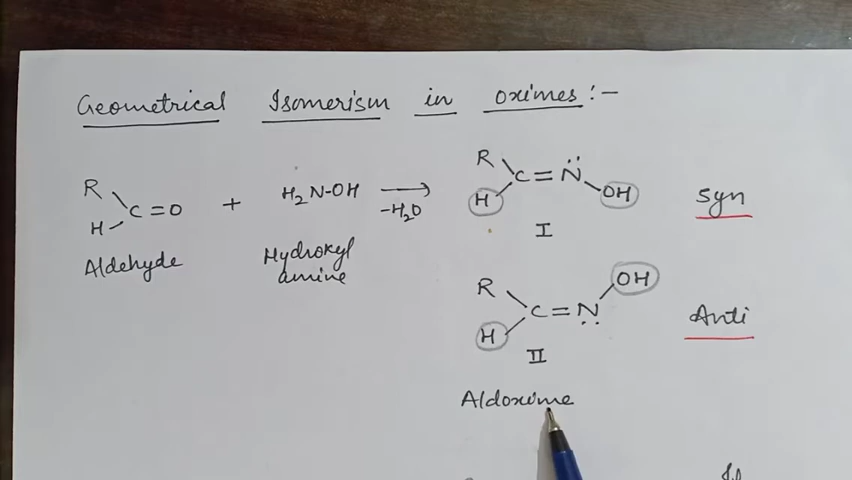 Geometrical Isomerism in oximes :-
R
H C=O + H2N-OH → -H2O
Aldehyde
Hydroxyl
amine
R
H C=N̈ OH
I
Syn
R
H C=N OH
II
Anti
Aldoxime